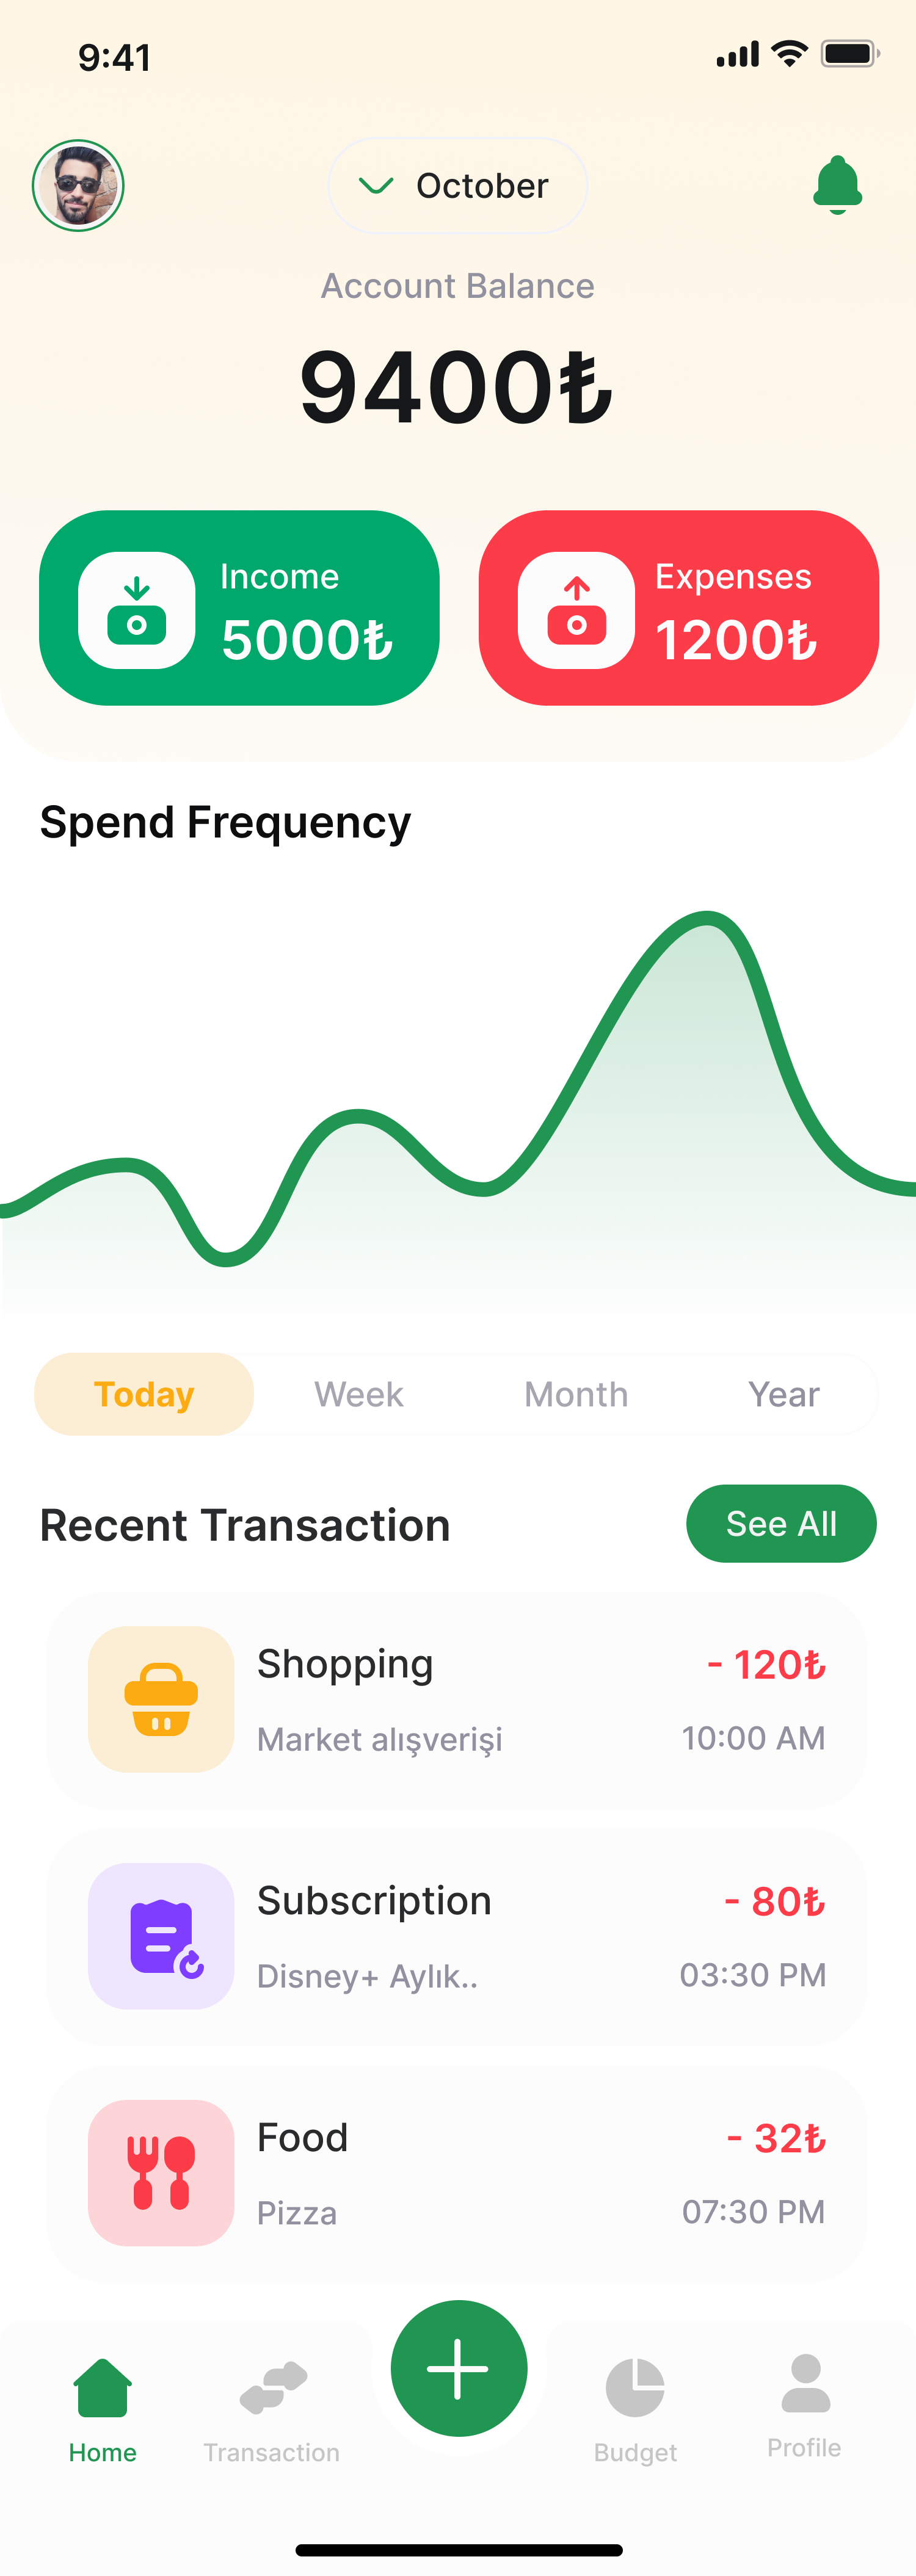 9:41
October
Account Balance
9400₺
Income
5000₺
Expenses
1200₺
Spend Frequency
Today Week Month Year
Recent Transaction
See All
Shopping
- 120₺
Market alışverişi
10:00 AM
Subscription
- 80₺
Disney+ Aylık..
03:30 PM
Food
- 32₺
Pizza
07:30 PM
Home Transaction Budget Profile